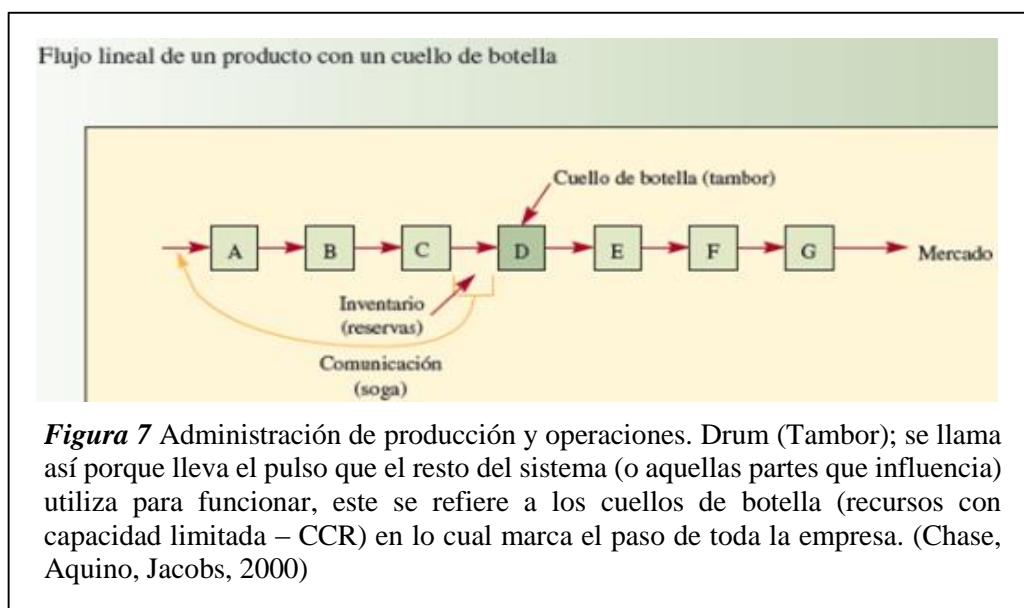 Flujo lineal de un producto con un cuello de botella
Cuello de botella (tambor)
A B C D E F G Mercado
Inventario
(reservas)
Comunicación
(soga)
Figura 7 Administración de producción y operaciones. Drum (Tambor); se llama
así porque lleva el pulso que el resto del sistema (o aquellas partes que influencia)
utiliza para funcionar, este se refiere a los cuellos de botella (recursos con
capacidad limitada – CCR) en lo cual marca el paso de toda la empresa. (Chase,
Aquino, Jacobs, 2000)